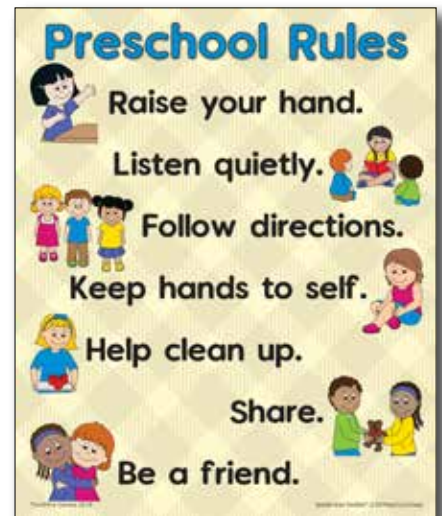 Preschool Rules
Raise your hand.
Listen quietly.
Follow directions.
Keep hands to self.
Help clean up.
Share.
Be a friend.